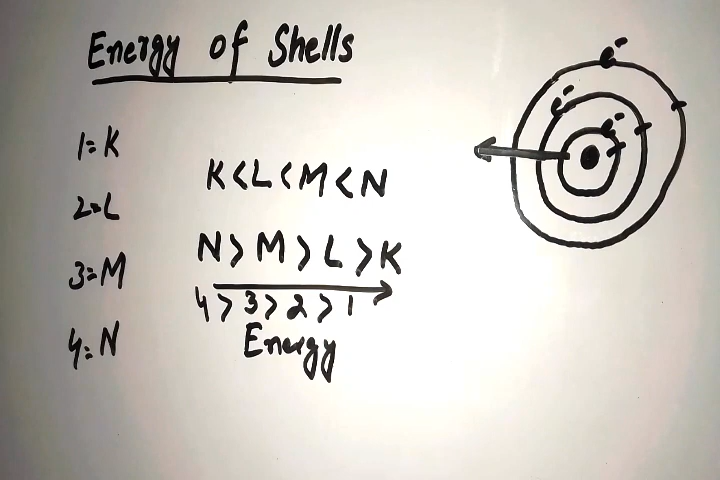 Energy of Shells
1= K
2= L
3= M
4= N
K < L < M < N
N > M > L > K
4 > 3 > 2 > 1
Energy
e⁻
e⁻
e⁻